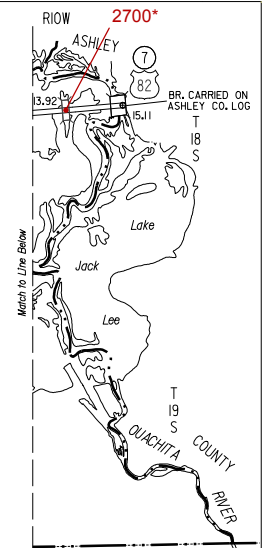 RIOW
2700*
ASHLEY
7
82
13.92
15.11
BR. CARRIED ON
ASHLEY CO. LOG
T
18
S
Lake
Jack
Lee
Match to Line Below
T
19
S
OUACHITA COUNTY
RIVER